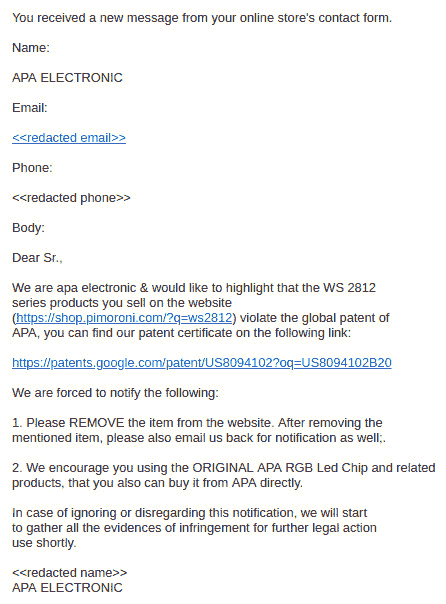 You received a new message from your online store's contact form.
Name:
APA ELECTRONIC
Email:
<<redacted email>>
Phone:
<<redacted phone>>
Body:
Dear Sr.,
We are apa electronic & would like to highlight that the WS 2812
series products you sell on the website
(https://shop.pimoroni.com/?q=ws2812) violate the global patent of
APA, you can find our patent certificate on the following link:
https://patents.google.com/patent/US8094102?oq=US8094102B20
We are forced to notify the following:
1. Please REMOVE the item from the website. After removing the
mentioned item, please also email us back for notification as well;.
2. We encourage you using the ORIGINAL APA RGB Led Chip and related
products, that you also can buy it from APA directly.
In case of ignoring or disregarding this notification, we will start
to gather all the evidences of infringement for further legal action
use shortly.
<<redacted name>>
APA ELECTRONIC